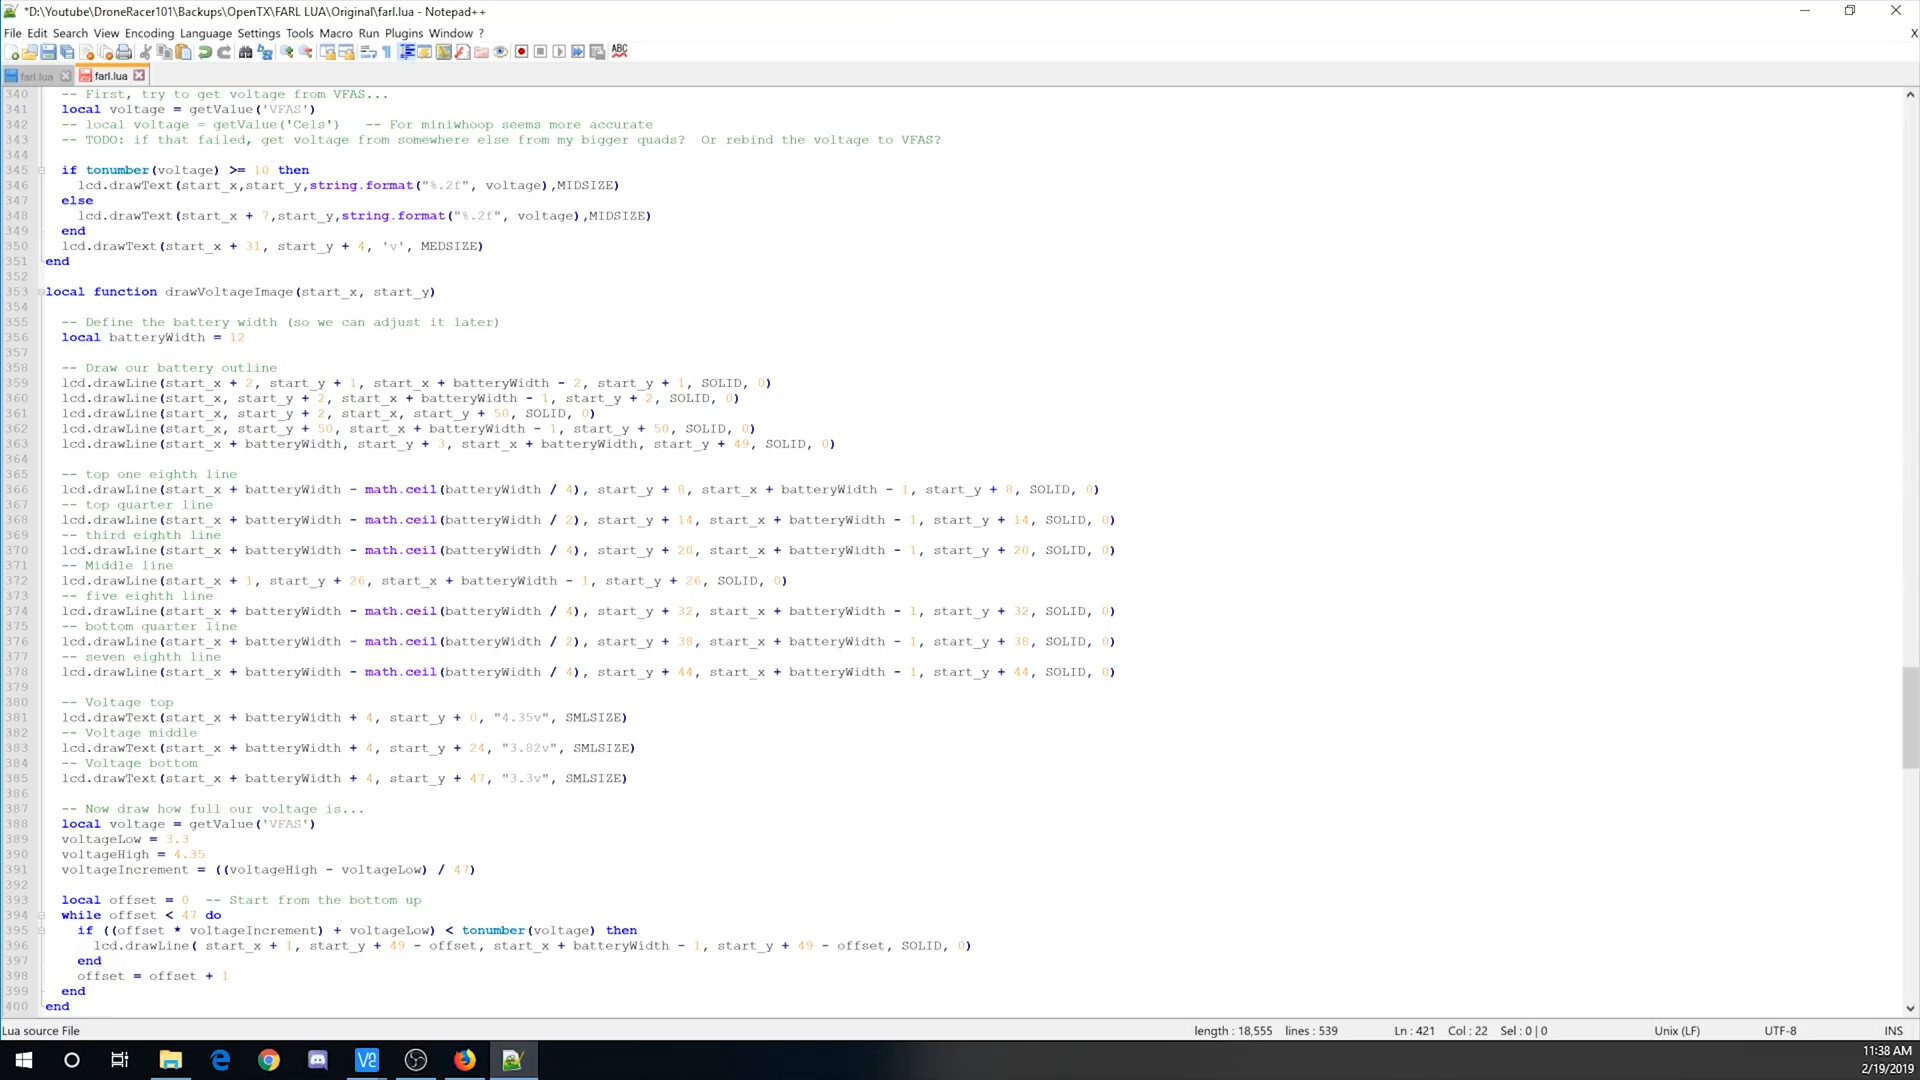 *D:\Youtube\DroneRacer101\Backups\OpenTX\FARL LUA\Original\farl.lua - Notepad++
File Edit Search View Encoding Language Settings Tools Macro Run Plugins Window ? X
farl.lua farl.lua
340 -- First, try to get voltage from VFAS...
341 local voltage = getValue('VFAS')
342 -- local voltage = getValue('Cels')   -- For miniwhoop seems more accurate
343 -- TODO: if that failed, get voltage from somewhere else from my bigger quads?  Or rebind the voltage to VFAS?
344
345 if tonumber(voltage) >= 10 then
346 lcd.drawText(start_x,start_y,string.format("%.2f", voltage),MIDSIZE)
347 else
348 lcd.drawText(start_x + 7,start_y,string.format("%.2f", voltage),MIDSIZE)
349 end
350 lcd.drawText(start_x + 31, start_y + 4, 'v', MEDSIZE)
351 end
352
353 local function drawVoltageImage(start_x, start_y)
354
355 -- Define the battery width (so we can adjust it later)
356 local batteryWidth = 12
357
358 -- Draw our battery outline
359 lcd.drawLine(start_x + 2, start_y + 1, start_x + batteryWidth - 2, start_y + 1, SOLID, 0)
360 lcd.drawLine(start_x, start_y + 2, start_x + batteryWidth - 1, start_y + 2, SOLID, 0)
361 lcd.drawLine(start_x, start_y + 2, start_x, start_y + 50, SOLID, 0)
362 lcd.drawLine(start_x, start_y + 50, start_x + batteryWidth - 1, start_y + 50, SOLID, 0)
363 lcd.drawLine(start_x + batteryWidth, start_y + 3, start_x + batteryWidth, start_y + 49, SOLID, 0)
364
365 -- top one eighth line
366 lcd.drawLine(start_x + batteryWidth - math.ceil(batteryWidth / 4), start_y + 8, start_x + batteryWidth - 1, start_y + 8, SOLID, 0)
367 -- top quarter line
368 lcd.drawLine(start_x + batteryWidth - math.ceil(batteryWidth / 2), start_y + 14, start_x + batteryWidth - 1, start_y + 14, SOLID, 0)
369 -- third eighth line
370 lcd.drawLine(start_x + batteryWidth - math.ceil(batteryWidth / 4), start_y + 20, start_x + batteryWidth - 1, start_y + 20, SOLID, 0)
371 -- Middle line
372 lcd.drawLine(start_x + 1, start_y + 26, start_x + batteryWidth - 1, start_y + 26, SOLID, 0)
373 -- five eighth line
374 lcd.drawLine(start_x + batteryWidth - math.ceil(batteryWidth / 4), start_y + 32, start_x + batteryWidth - 1, start_y + 32, SOLID, 0)
375 -- bottom quarter line
376 lcd.drawLine(start_x + batteryWidth - math.ceil(batteryWidth / 2), start_y + 38, start_x + batteryWidth - 1, start_y + 38, SOLID, 0)
377 -- seven eighth line
378 lcd.drawLine(start_x + batteryWidth - math.ceil(batteryWidth / 4), start_y + 44, start_x + batteryWidth - 1, start_y + 44, SOLID, 0)
379
380 -- Voltage top
381 lcd.drawText(start_x + batteryWidth + 4, start_y + 0, "4.35v", SMLSIZE)
382 -- Voltage middle
383 lcd.drawText(start_x + batteryWidth + 4, start_y + 24, "3.82v", SMLSIZE)
384 -- Voltage bottom
385 lcd.drawText(start_x + batteryWidth + 4, start_y + 47, "3.3v", SMLSIZE)
386
387 -- Now draw how full our voltage is...
388 local voltage = getValue('VFAS')
389 voltageLow = 3.3
390 voltageHigh = 4.35
391 voltageIncrement = ((voltageHigh - voltageLow) / 47)
392
393 local offset = 0  -- Start from the bottom up
394 while offset < 47 do
395 if ((offset * voltageIncrement) + voltageLow) < tonumber(voltage) then
396 lcd.drawLine( start_x + 1, start_y + 49 - offset, start_x + batteryWidth - 1, start_y + 49 - offset, SOLID, 0)
397 end
398 offset = offset + 1
399 end
400 end
Lua source File length : 18,555 lines : 539 Ln : 421 Col : 22 Sel : 0 | 0 Unix (LF) UTF-8 INS
11:38 AM
2/19/2019